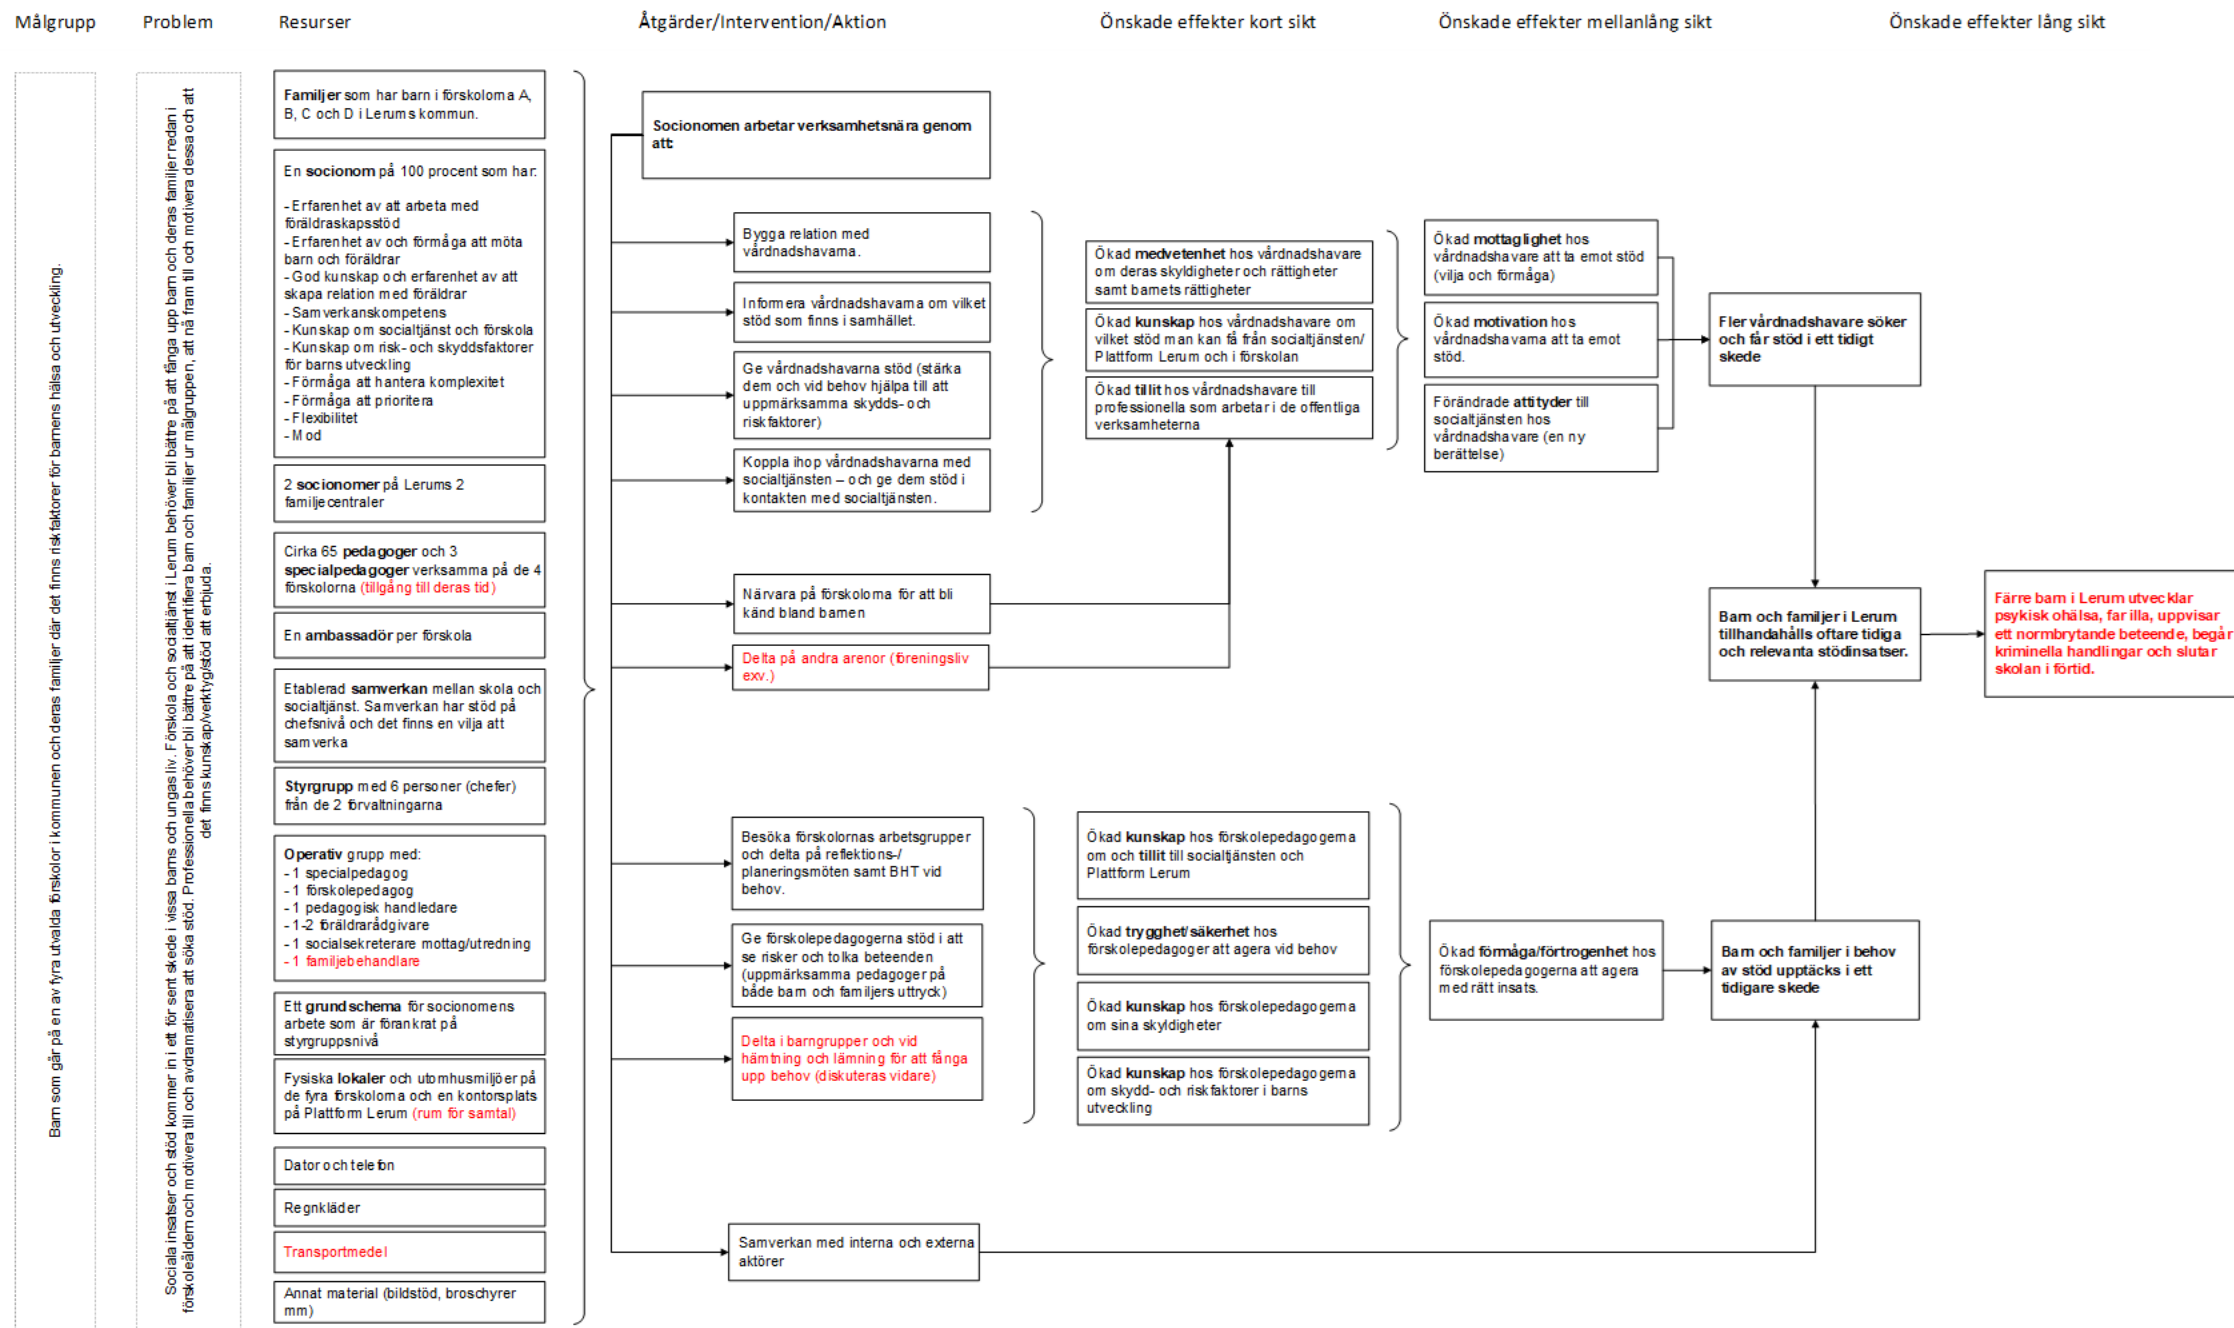 Målgrupp
Problem
Resurser
Åtgärder/Intervention/Aktion
Önskade effekter kort sikt
Önskade effekter mellanlång sikt
Önskade effekter lång sikt
Barn som går på en av fyra utvalda förskolor i kommunen och deras familjer där det finns riskfaktorer för barnens hälsa och utveckling.
Sociala insatser och stöd kommer in i ett för sent skede i vissa barns och ungas liv. Förskola och socialtjänst i Lerum behöver bli bättre på att fånga upp barn och deras familjer redan i
förskoleåldern och motivera till och avdramatisera att söka stöd. Professionella behöver bli bättre på att identifiera barn och familjer ur målgruppen, att nå fram till och motivera dessa och att
det finns kunskap/verktyg/stöd att erbjuda.
Familjer som har barn i förskolorna A,
B, C och D i Lerums kommun.
En socionom på 100 procent som har:
- Erfarenhet av att arbeta med
föräldraskapsstöd
- Erfarenhet av och förmåga att möta
barn och föräldrar
- God kunskap och erfarenhet av att
skapa relation med föräldrar
- Samverkanskompetens
- Kunskap om socialtjänst och förskola
- Kunskap om risk- och skyddsfaktorer
för barns utveckling
- Förmåga att hantera komplexitet
- Förmåga att prioritera
- Flexibilitet
- Mod
2 socionomer på Lerums 2
familjecentraler
Cirka 65 pedagoger och 3
specialpedagoger verksamma på de 4
förskolorna (tillgång till deras tid)
En ambassadör per förskola
Etablerad samverkan mellan skola och
socialtjänst. Samverkan har stöd på
chefsnivå och det finns en vilja att
samverka
Styrgrupp med 6 personer (chefer)
från de 2 förvaltningarna
Operativ grupp med:
- 1 specialpedagog
- 1 förskolepedagog
- 1 pedagogisk handledare
- 1-2 föräldrarådgivare
- 1 socialsekreterare mottag/utredning
- 1 familjebehandlare
Ett grundschema för socionomens
arbete som är förankrat på
styrgruppsnivå
Fysiska lokaler och utomhusmiljöer på
de fyra förskolorna och en kontorsplats
på Plattform Lerum (rum för samtal)
Dator och telefon
Regnkläder
Transportmedel
Annat material (bildstöd, broschyrer
mm)
Socionomen arbetar verksamhetsnära genom
att:
Bygga relation med
vårdnadshavarna.
Informera vårdnadshavarna om vilket
stöd som finns i samhället.
Ge vårdnadshavarna stöd (stärka
dem och vid behov hjälpa till att
uppmärksamma skydds- och
riskfaktorer)
Koppla ihop vårdnadshavarna med
socialtjänsten – och ge dem stöd i
kontakten med socialtjänsten.
Närvara på förskolorna för att bli
känd bland barnen
Delta på andra arenor (föreningsliv
exv.)
Besöka förskolornas arbetsgrupper
och delta på reflektions-/
planeringsmöten samt BHT vid
behov.
Ge förskolepedagogerna stöd i att
se risker och tolka beteenden
(uppmärksamma pedagoger på
både barn och familjers uttryck)
Delta i barngrupper och vid
hämtning och lämning för att fånga
upp behov (diskuteras vidare)
Samverkan med interna och externa
aktörer
Ökad medvetenhet hos vårdnadshavare
om deras skyldigheter och rättigheter
samt barnets rättigheter
Ökad kunskap hos vårdnadshavare om
vilket stöd man kan få från socialtjänsten/
Plattform Lerum och i förskolan
Ökad tillit hos vårdnadshavare till
professionella som arbetar i de offentliga
verksamheterna
Ökad kunskap hos förskolepedagogerna
om och tillit till socialtjänsten och
Plattform Lerum
Ökad trygghet/säkerhet hos
förskolepedagoger att agera vid behov
Ökad kunskap hos förskolepedagogerna
om sina skyldigheter
Ökad kunskap hos förskolepedagogerna
om skydd- och riskfaktorer i barns
utveckling
Ökad mottaglighet hos
vårdnadshavare att ta emot stöd
(vilja och förmåga)
Ökad motivation hos
vårdnadshavarna att ta emot
stöd.
Förändrade attityder till
socialtjänsten hos
vårdnadshavare (en ny
berättelse)
Ökad förmåga/förtrogenhet hos
förskolepedagogerna att agera
med rätt insats.
Fler vårdnadshavare söker
och får stöd i ett tidigt
skede
Barn och familjer i Lerum
tillhandahålls oftare tidiga
och relevanta stödinsatser.
Barn och familjer i behov
av stöd upptäcks i ett
tidigare skede
Färre barn i Lerum utvecklar
psykisk ohälsa, far illa, uppvisar
ett normbrytande beteende, begår
kriminella handlingar och slutar
skolan i förtid.